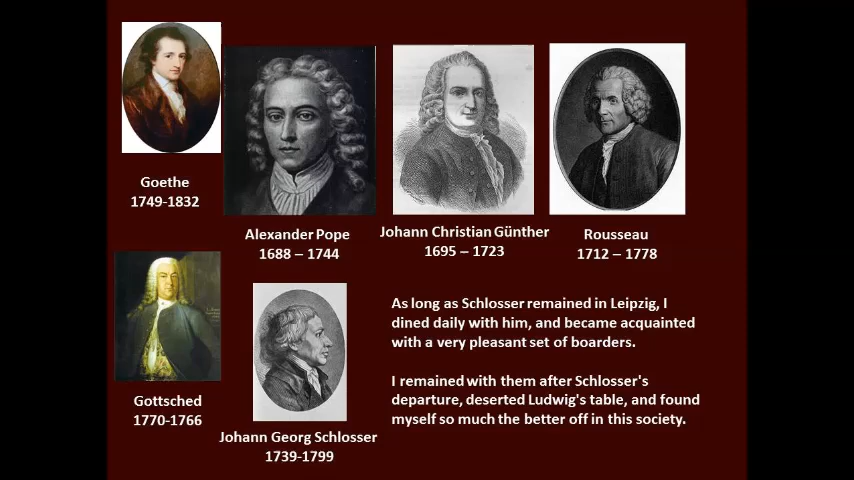 Goethe
1749-1832
Alexander Pope
1688 – 1744
Johann Christian Günther
1695 – 1723
Rousseau
1712 – 1778
Gottsched
1770-1766
Johann Georg Schlosser
1739-1799
As long as Schlosser remained in Leipzig, I
dined daily with him, and became acquainted
with a very pleasant set of boarders.
I remained with them after Schlosser's
departure, deserted Ludwig's table, and found
myself so much the better off in this society.